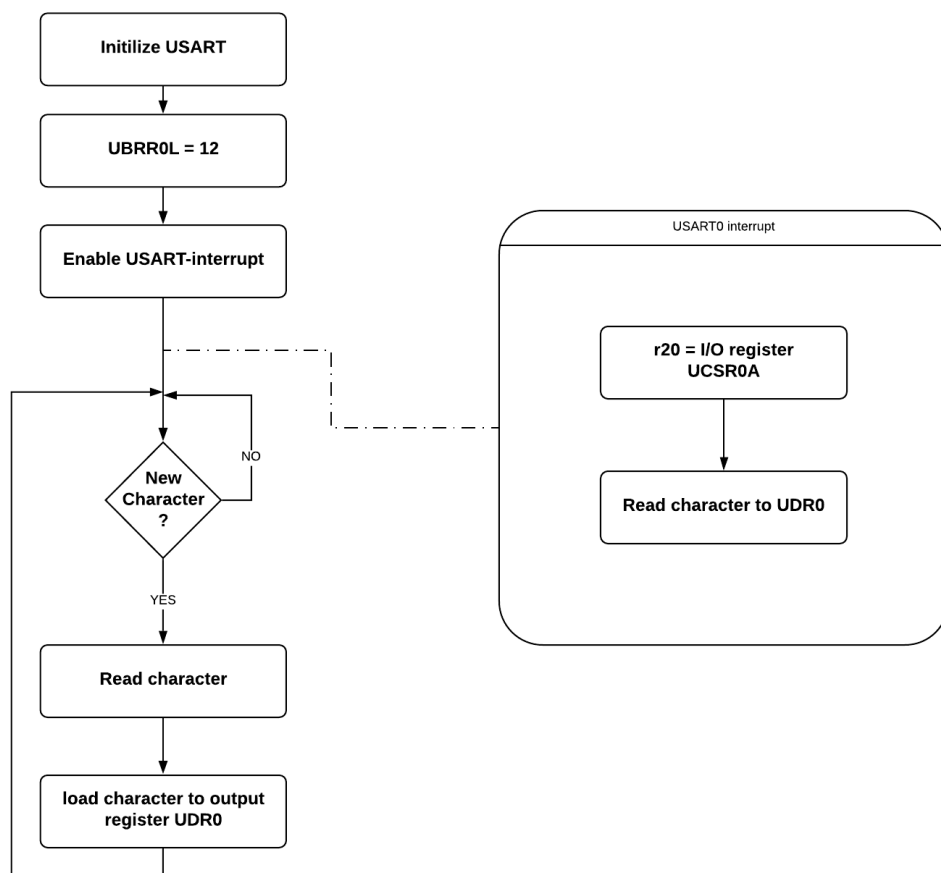 Initilize USART
UBRR0L = 12
Enable USART-interrupt
USART0 interrupt
r20 = I/O register
UCSR0A
Read character to UDR0
NO
New
Character
?
YES
Read character
load character to output
register UDR0